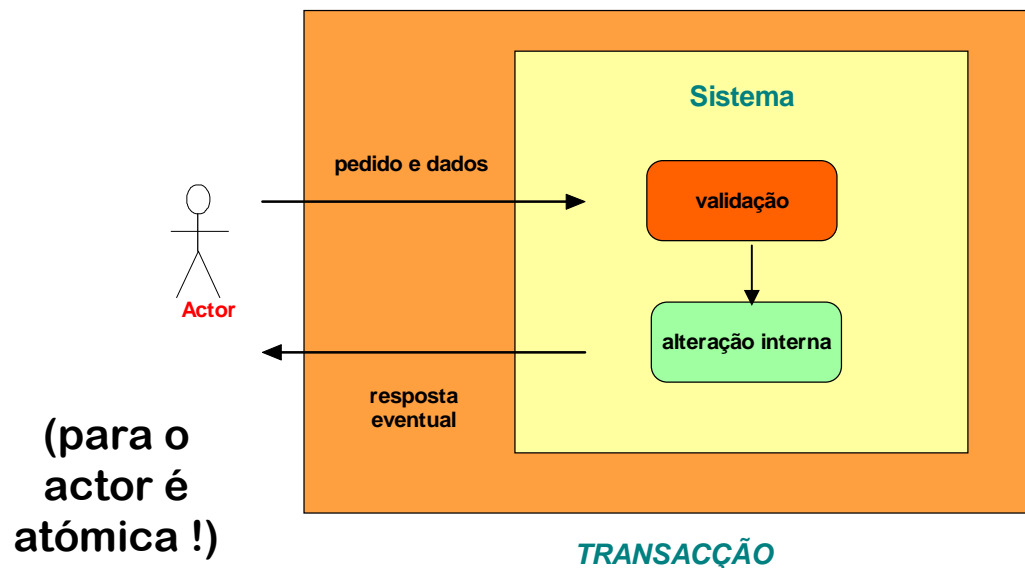 Sistema
pedido e dados
validação
Actor
alteração interna
resposta
eventual
(para o
actor é
atómica !)
TRANSACÇÃO